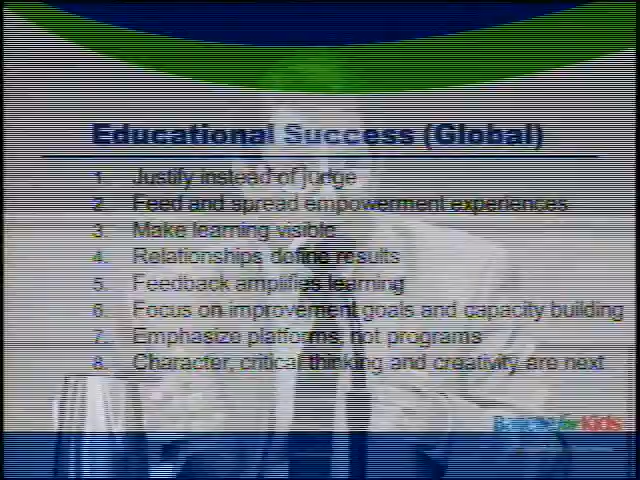 Educational Success (Global)
1. Justify instead of judge
2. Feed and spread empowerment experiences
3. Make learning visible
4. Relationships define results
5. Feedback amplifies learning
6. Focus on improvement goals and capacity building
7. Emphasize platforms, not programs
8. Character, critical thinking and creativity are next
for Kids